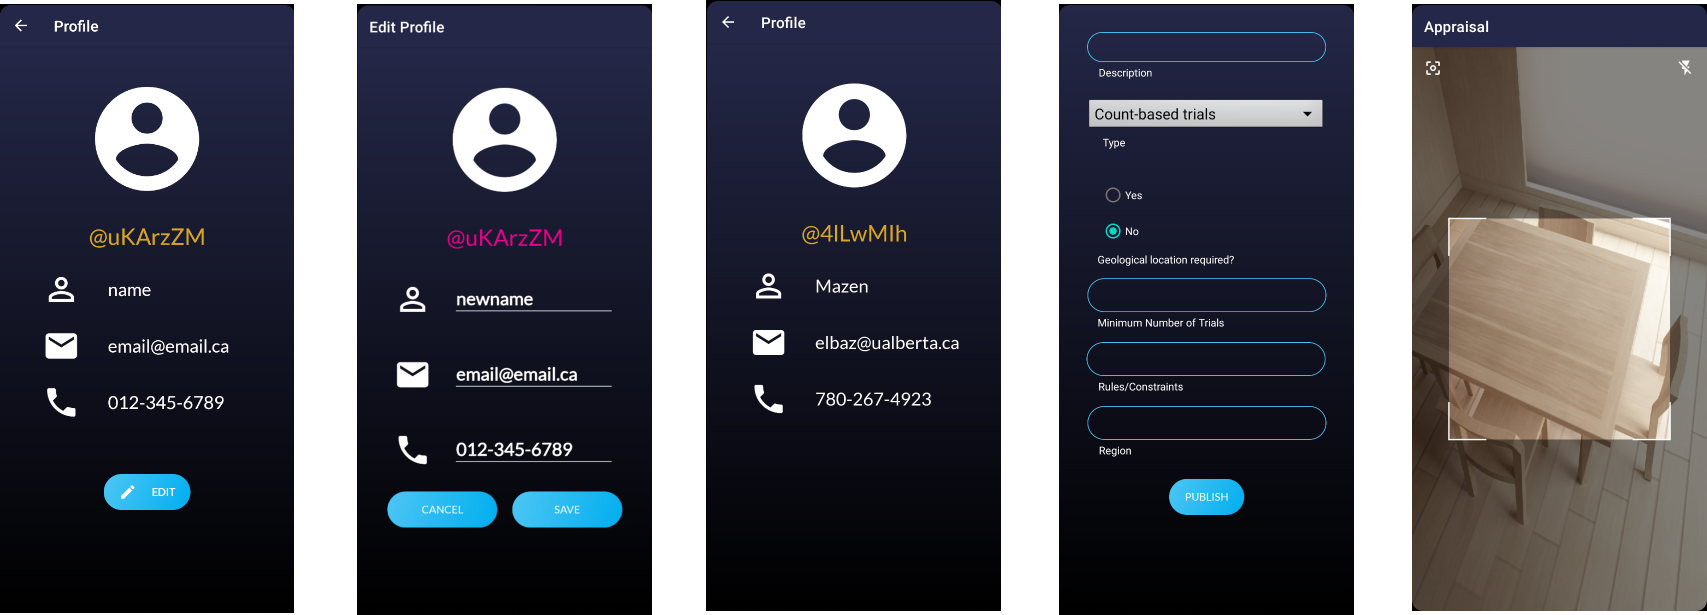 Profile
@uKArzZM
name
email@email.ca
012-345-6789
EDIT
Edit Profile
@uKArzZM
newname
email@email.ca
012-345-6789
CANCEL
SAVE
Profile
@4ILwMIh
Mazen
elbaz@ualberta.ca
780-267-4923
Description
Count-based trials
Type
Yes
No
Geological location required?
Minimum Number of Trials
Rules/Constraints
Region
PUBLISH
Appraisal